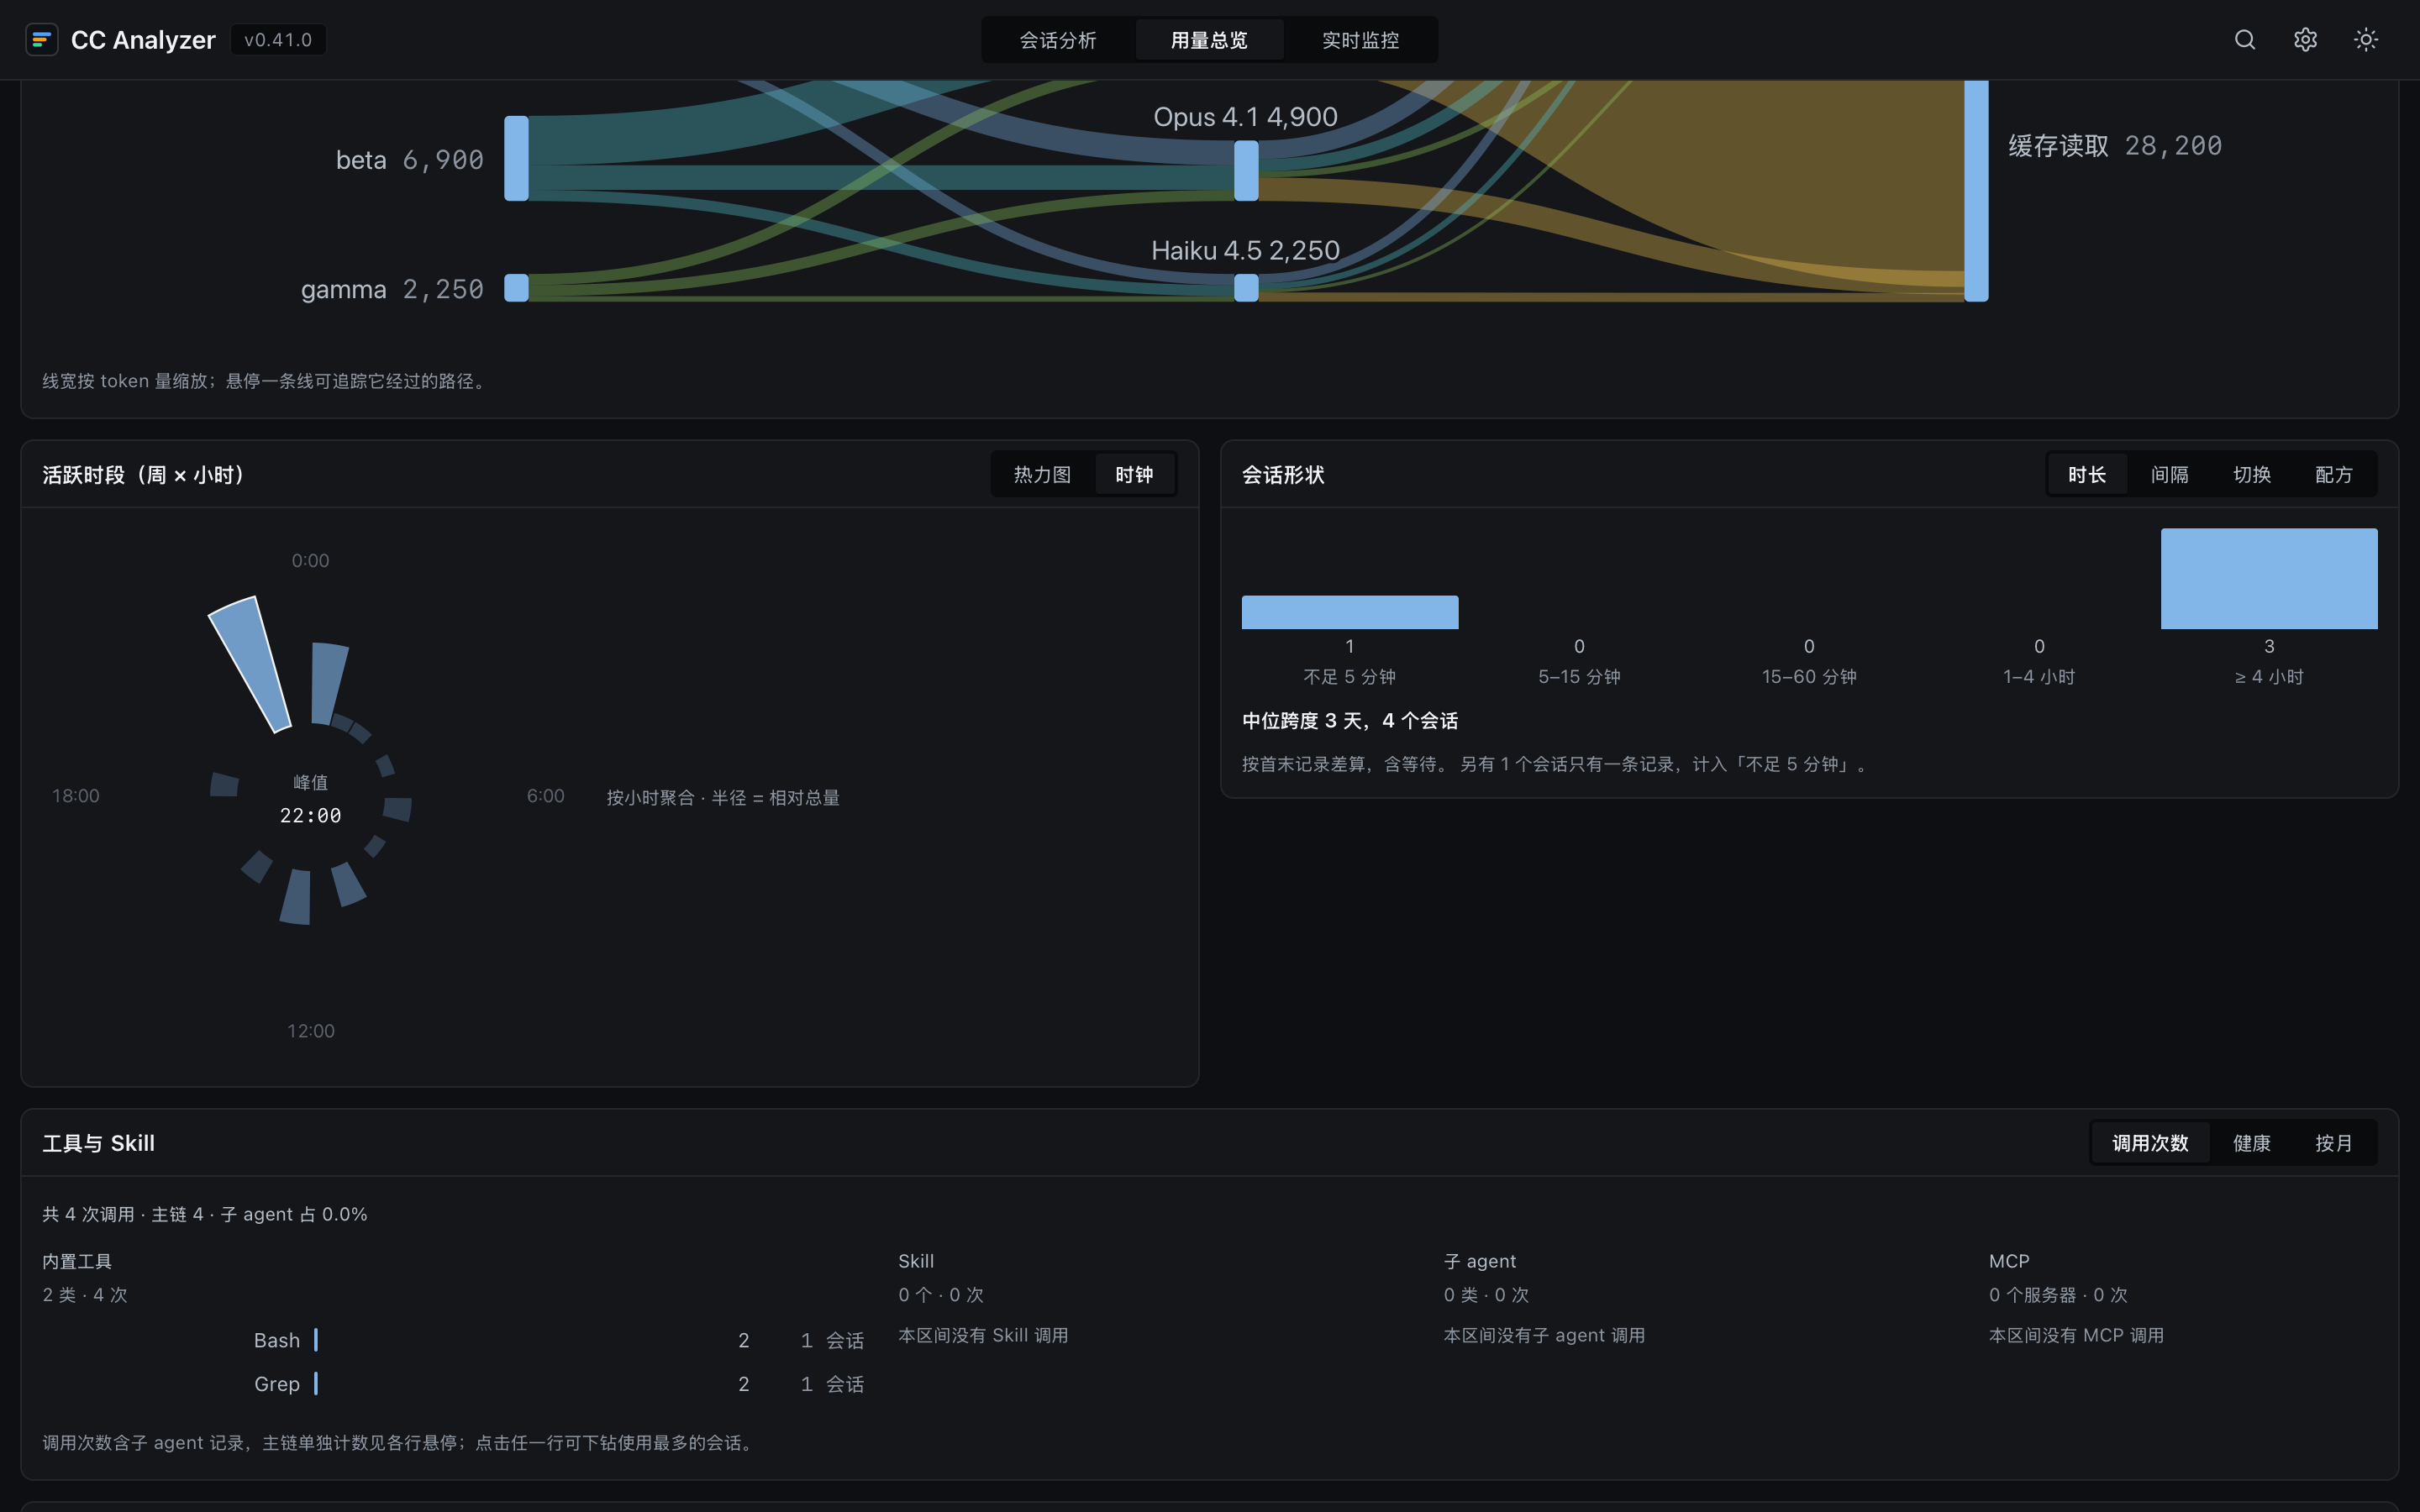 CC Analyzer v0.41.0
会话分析 用量总览 实时监控
Opus 4.1 4,900
缓存读取 28,200
beta 6,900
Haiku 4.5 2,250
gamma 2,250
线宽按 token 量缩放；悬停一条线可追踪它经过的路径。
活跃时段（周 × 小时）
热力图 时钟
0:00
18:00
峰值
22:00
6:00
按小时聚合 · 半径 = 相对总量
12:00
会话形状
时长 间隔 切换 配方
1 0 0 0 3
不足 5 分钟 5–15 分钟 15–60 分钟 1–4 小时 ≥ 4 小时
中位跨度 3 天，4 个会话
按首末记录差算，含等待。 另有 1 个会话只有一条记录，计入「不足 5 分钟」。
工具与 Skill
调用次数 健康 按月
共 4 次调用 · 主链 4 · 子 agent 占 0.0%
内置工具
2 类 · 4 次
Bash 2 1 会话
Grep 2 1 会话
Skill
0 个 · 0 次
本区间没有 Skill 调用
子 agent
0 类 · 0 次
本区间没有子 agent 调用
MCP
0 个服务器 · 0 次
本区间没有 MCP 调用
调用次数含子 agent 记录，主链单独计数见各行悬停；点击任一行可下钻使用最多的会话。